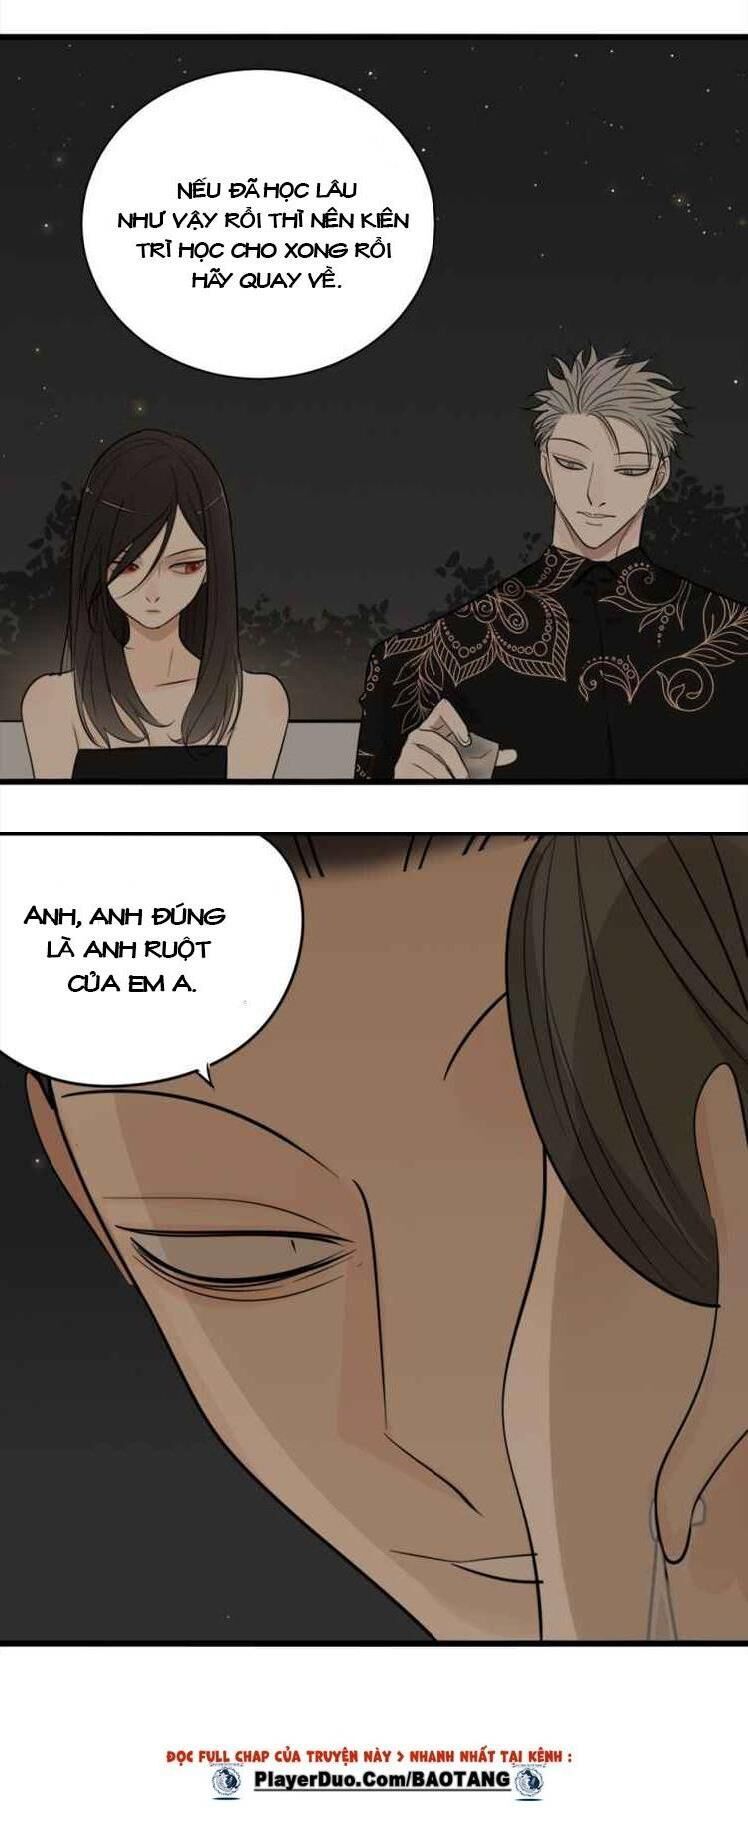 NẾU ĐÃ HỌC LÂU
NHƯ VẬY RỒI THÌ NÊN KIÊN
TRÌ HỌC CHO XONG RỒI
HÃY QUAY VỀ.
ANH, ANH ĐÚNG
LÀ ANH RUỘT
CỦA EM A.
ĐỌC FULL CHAP CỦA TRUYỆN NÀY > NHANH NHẤT TẠI KÊNH :
PlayerDuo.Com/BAOTANG